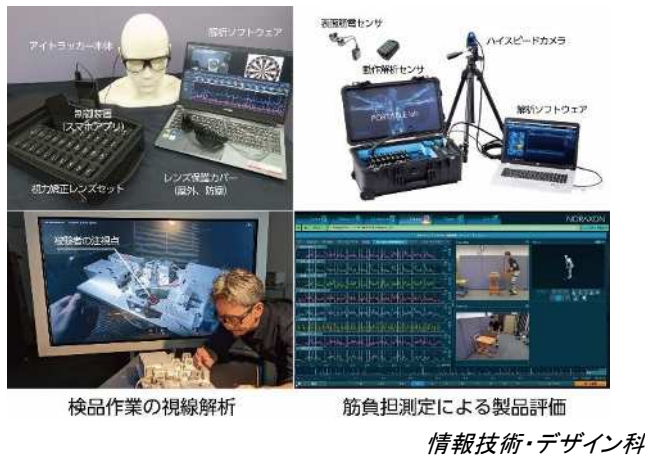 アイトラッカー本体
解析ソフトウェア
制御装置
(スマホアプリ)
視力矯正レンズセット
レンズ保護カバー
(屋外、防塵)
表面筋電センサ
動作解析センサ
ハイスピードカメラ
解析ソフトウェア
PORTABLE lab
被験者の注視点
NORAXON
検品作業の視線解析
筋負担測定による製品評価
情報技術・デザイン科